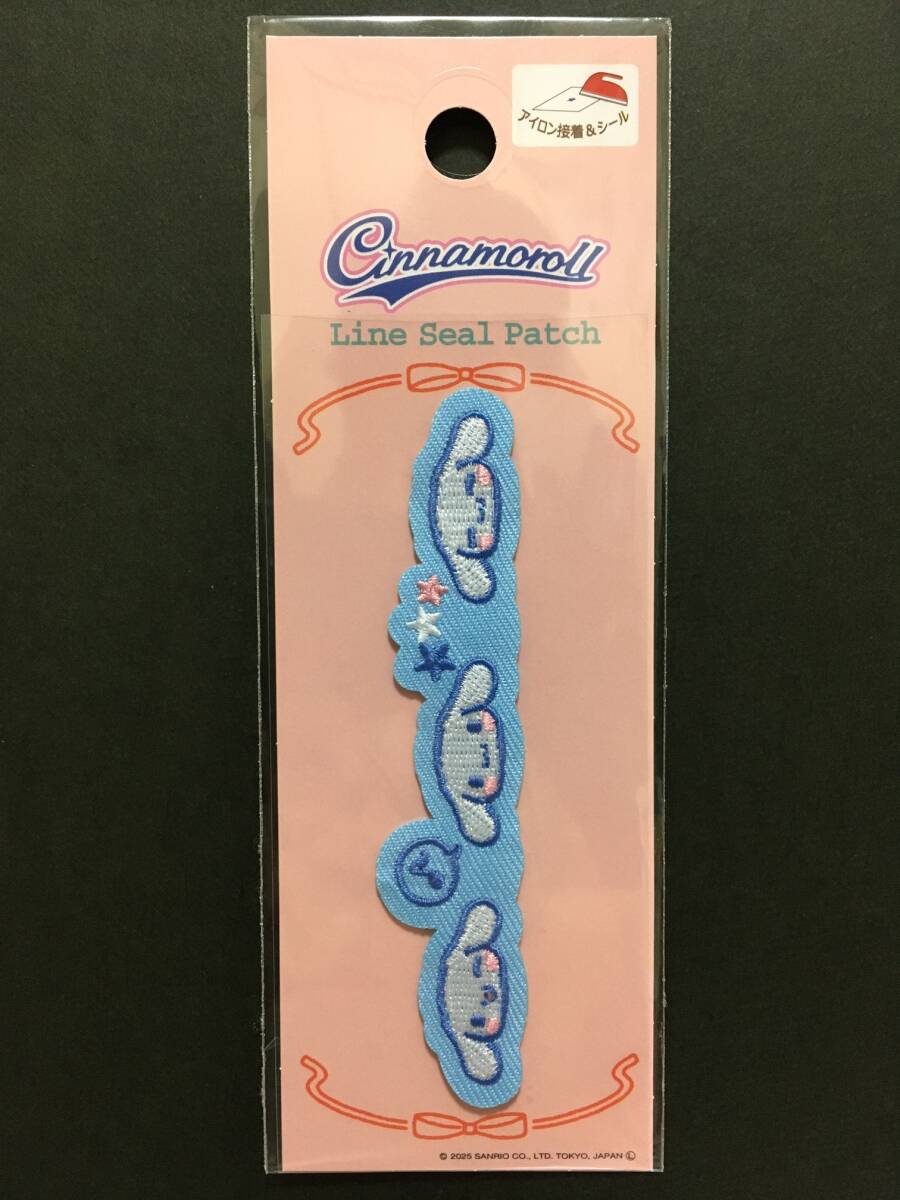 アイロン接着&シール
Cinnamoroll
Line Seal Patch
© 2025 SANRIO CO., LTD. TOKYO, JAPAN Ⓛ